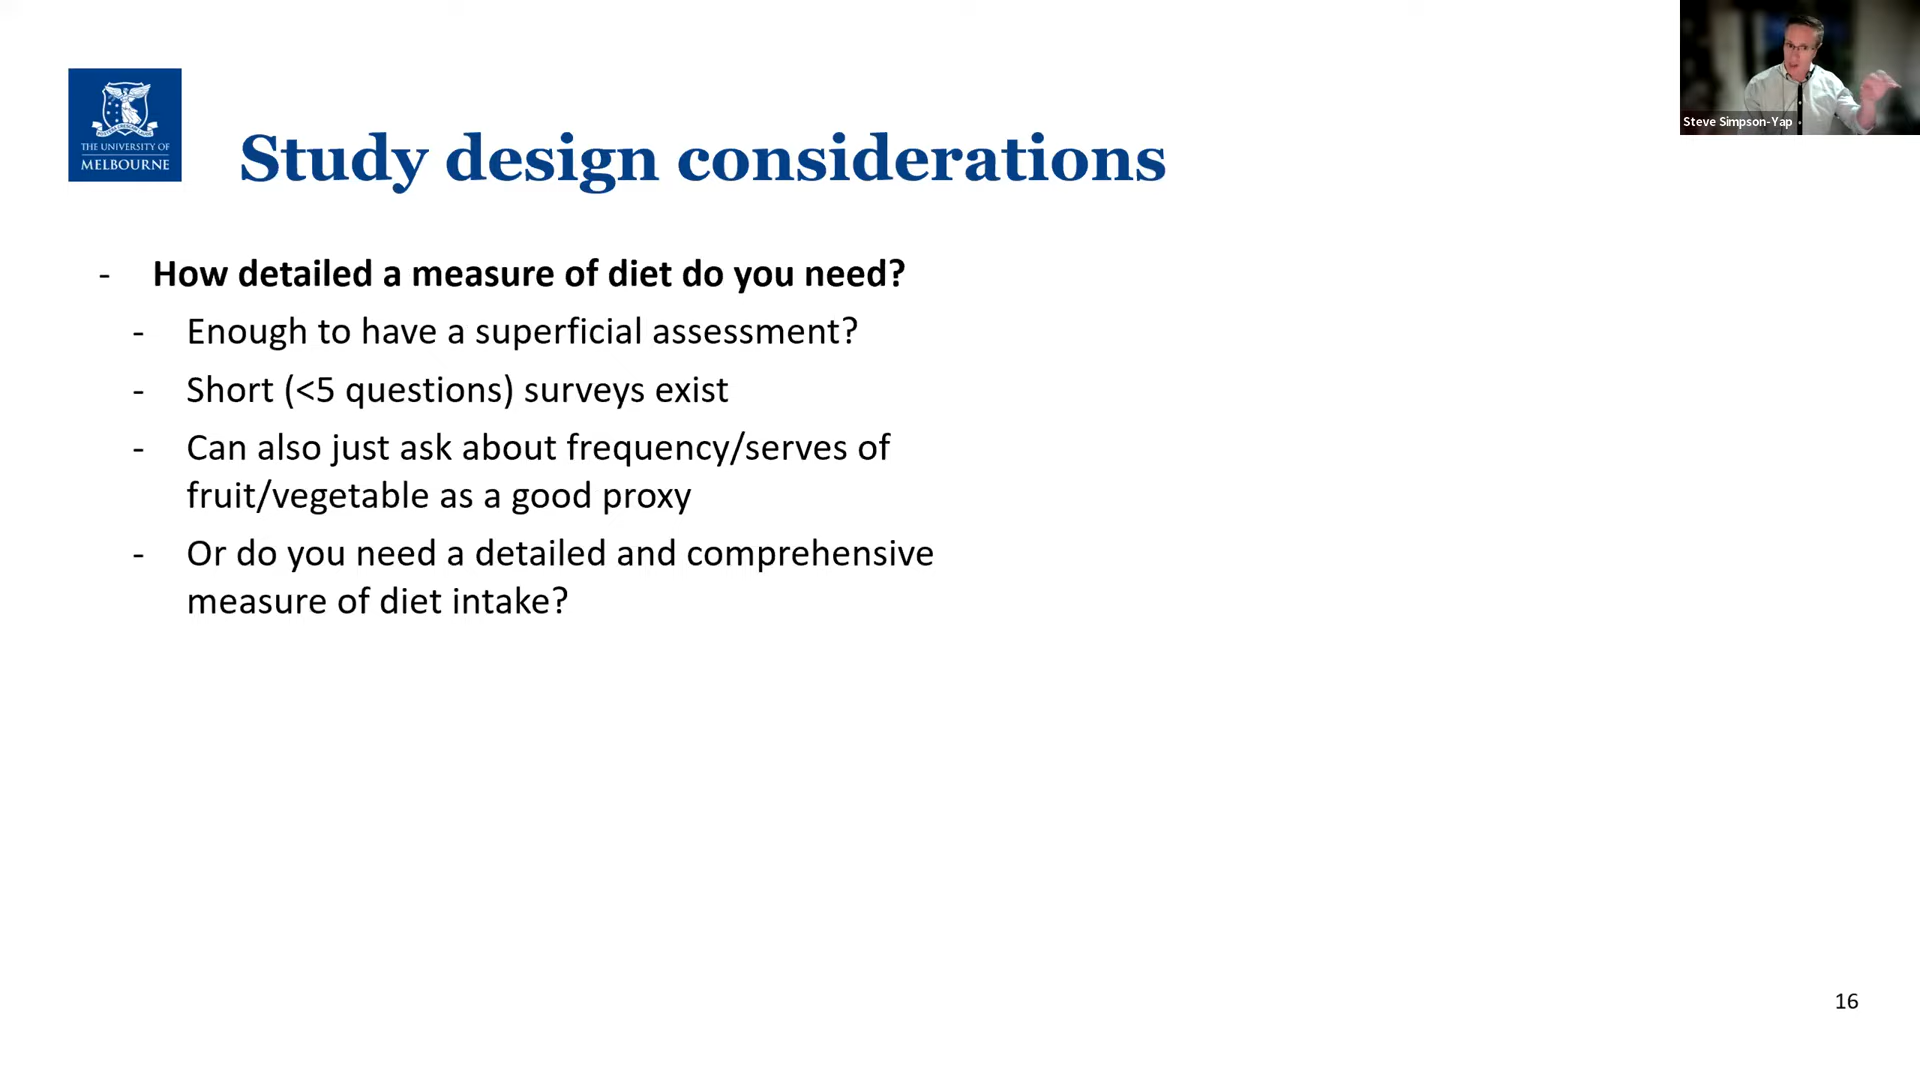 Steve Simpson-Yap
THE UNIVERSITY OF
MELBOURNE
Study design considerations
- How detailed a measure of diet do you need?
- Enough to have a superficial assessment?
- Short (<5 questions) surveys exist
- Can also just ask about frequency/serves of
fruit/vegetable as a good proxy
- Or do you need a detailed and comprehensive
measure of diet intake?
16